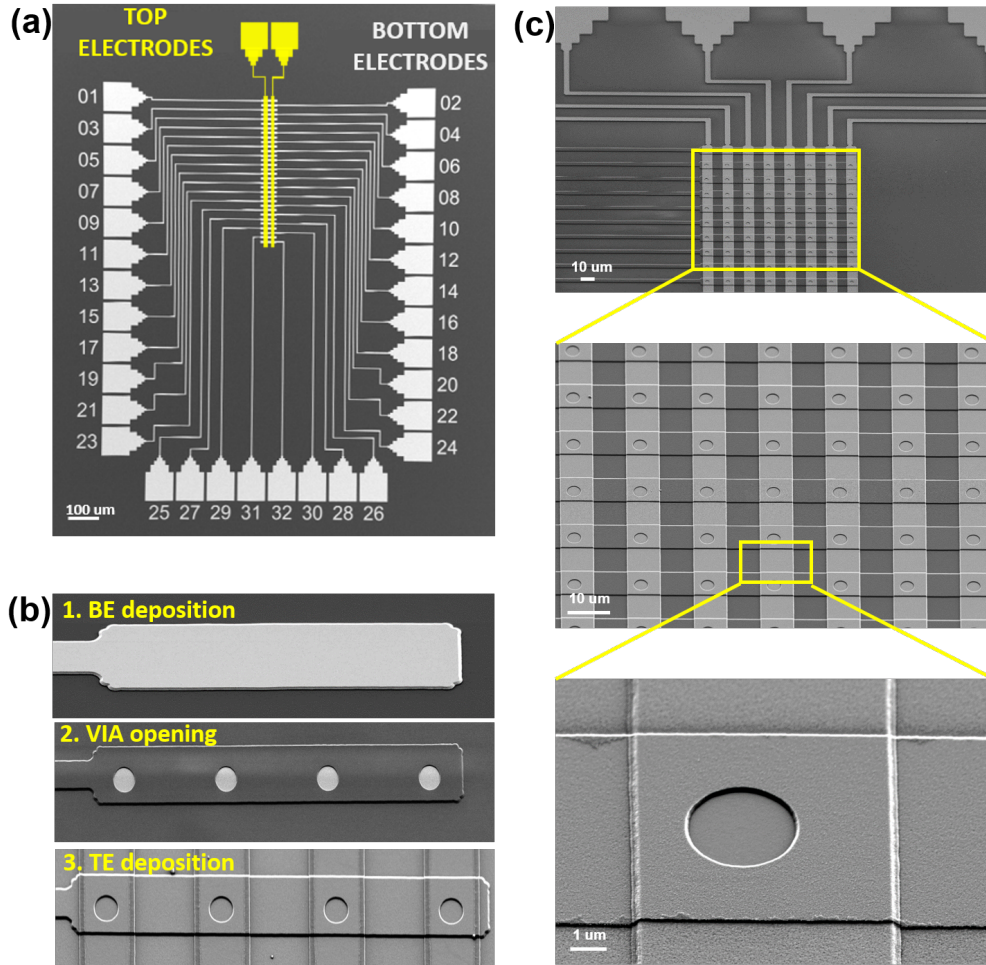 (a)
TOP
ELECTRODES
BOTTOM
ELECTRODES
01
02
03
04
05
06
07
08
09
10
11
12
13
14
15
16
17
18
19
20
21
22
23
24
25 27 29 31 32 30 28 26
100 um
(b)
1. BE deposition
2. VIA opening
3. TE deposition
(c)
10 um
10 um
1 um